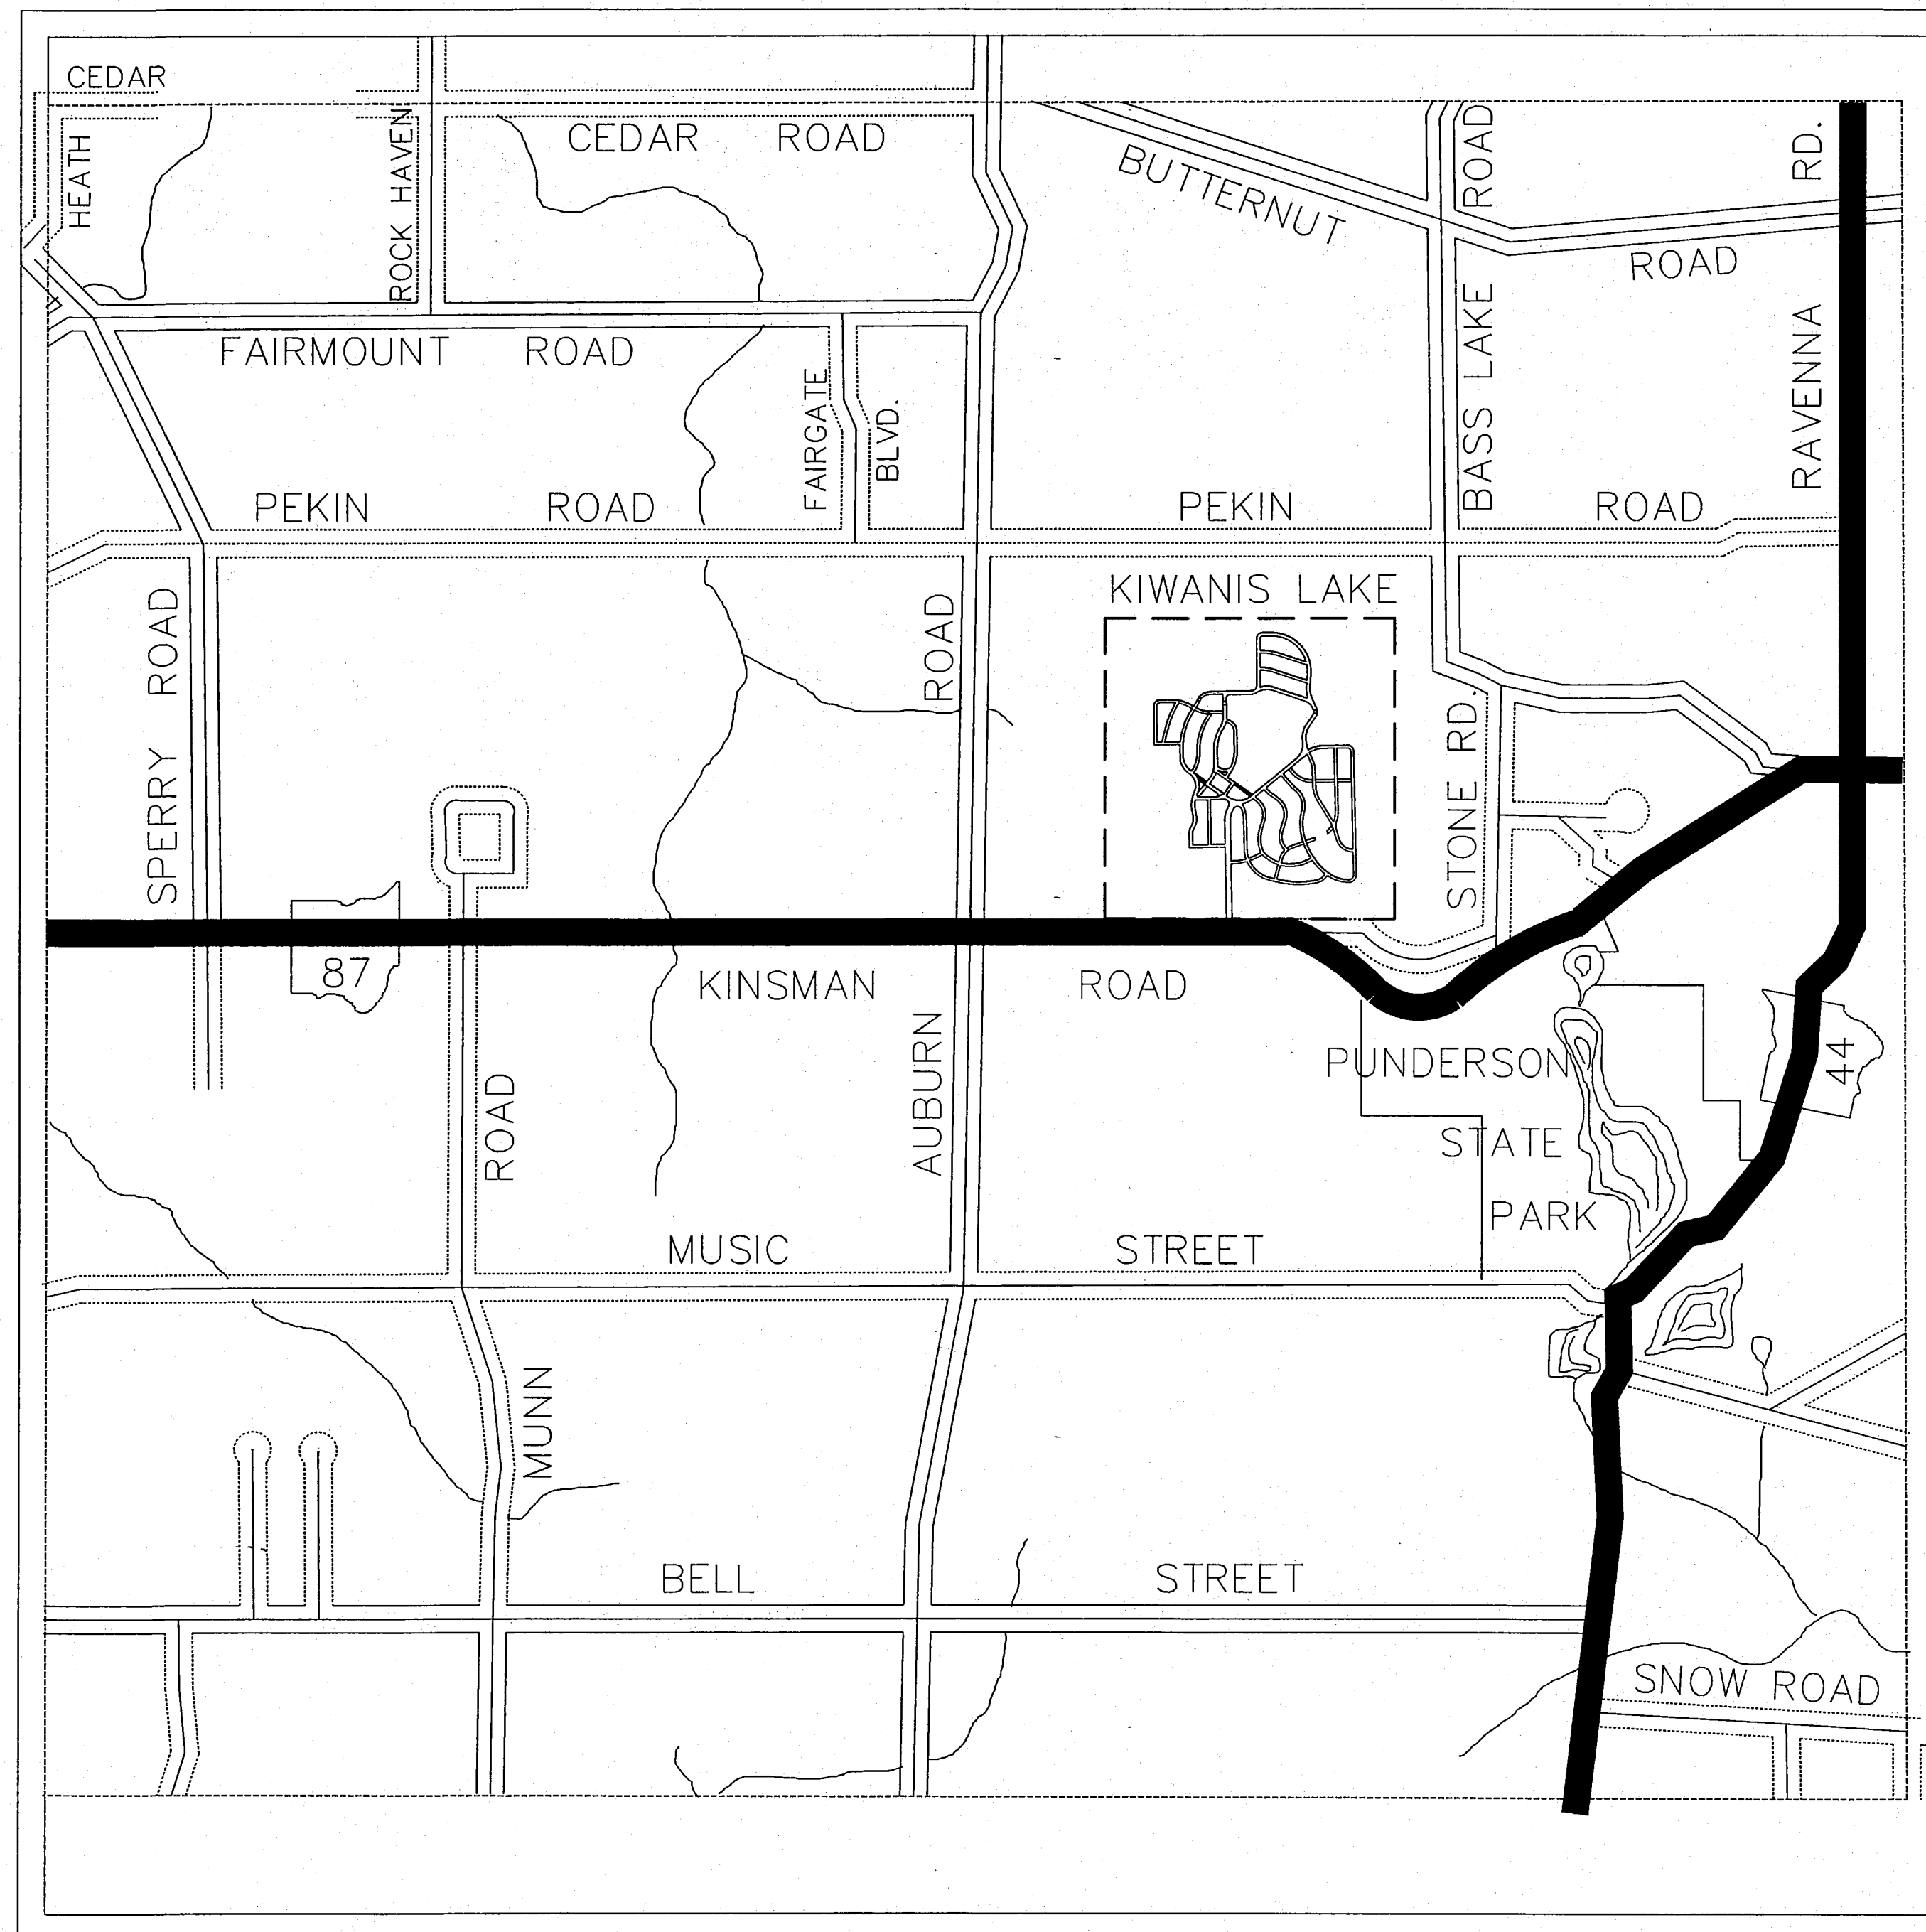 CEDAR
HEATH
ROCK HAVEN
CEDAR ROAD
BUTTERNUT
ROAD
BASS LAKE ROAD
RAVENNA RD.
FAIRMOUNT ROAD
FAIRGATE
BLVD.
PEKIN ROAD
PEKIN ROAD
KIWANIS LAKE
SPERRY ROAD
AUBURN ROAD
STONE RD.
87
KINSMAN ROAD
PUNDERSON
STATE
PARK
44
MUNN ROAD
MUSIC STREET
BELL STREET
SNOW ROAD